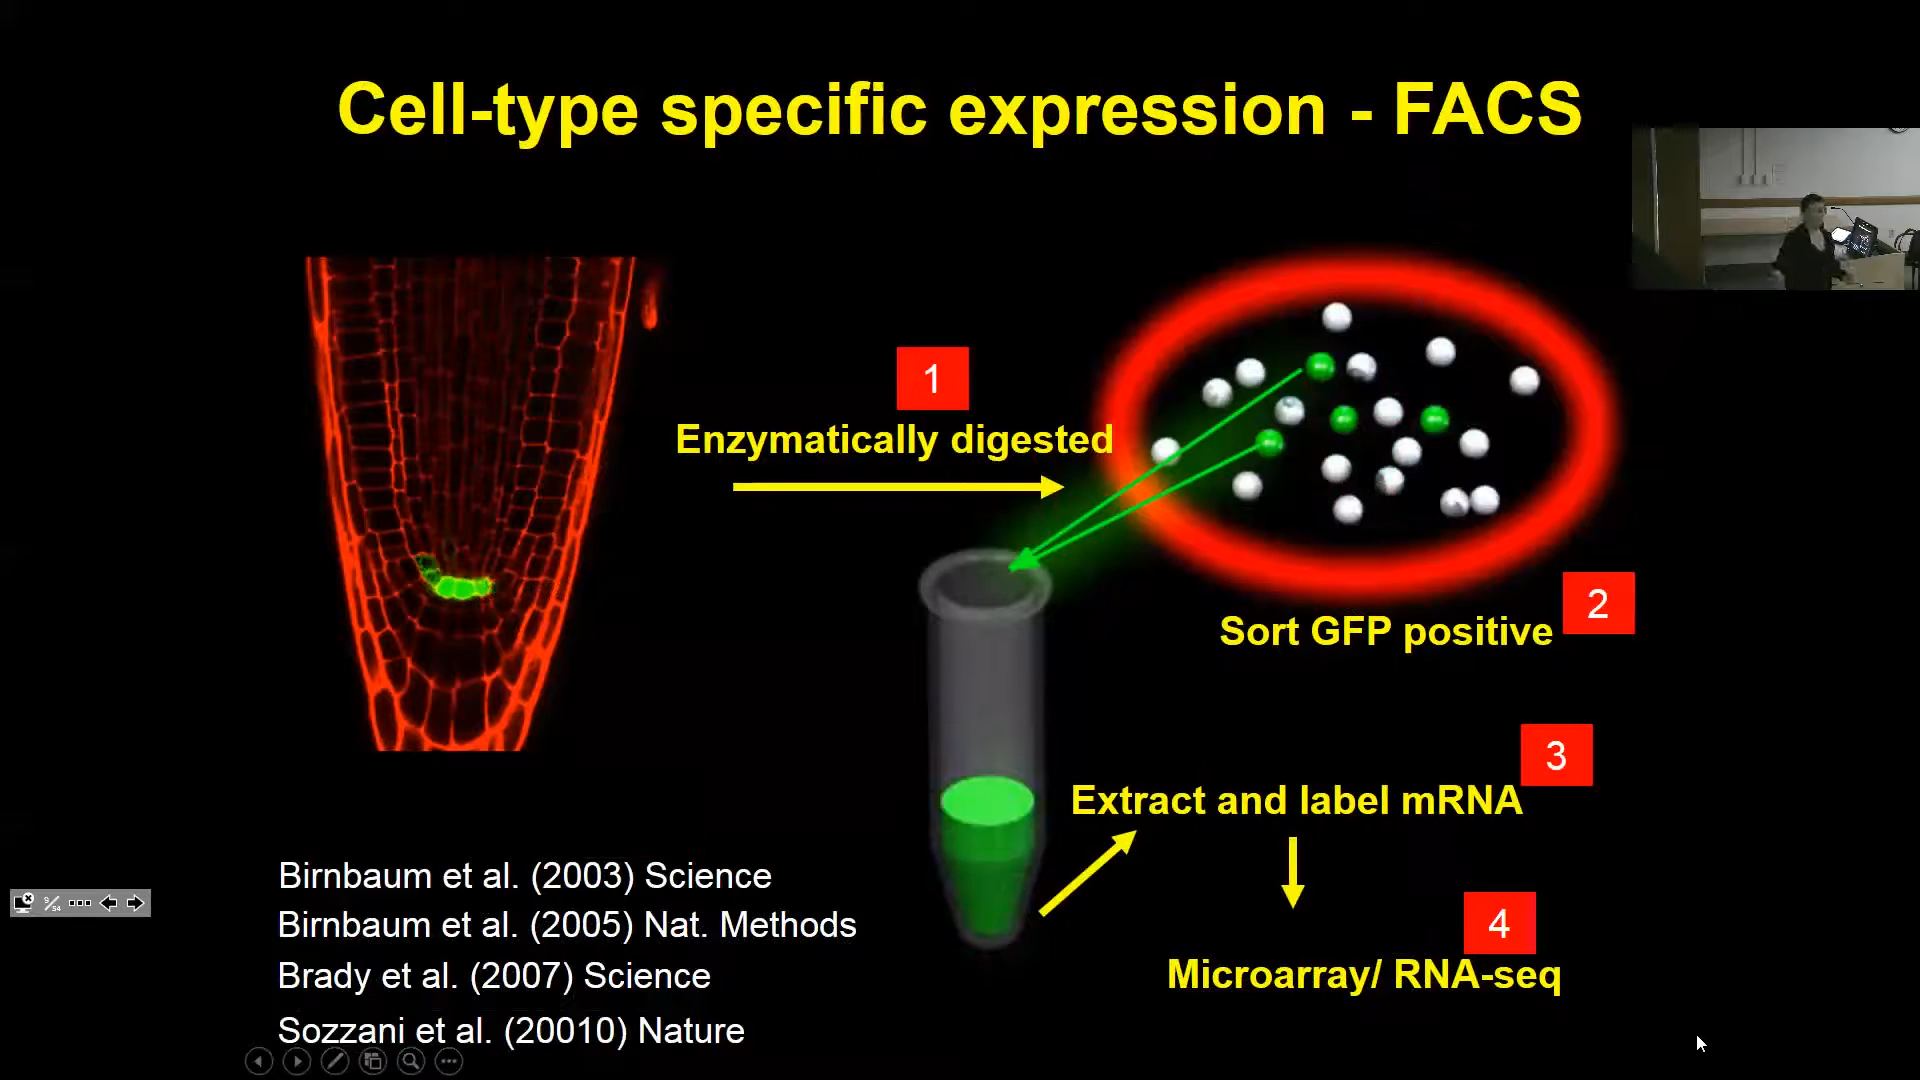 Cell-type specific expression - FACS
1
Enzymatically digested
2
Sort GFP positive
3
Extract and label mRNA
4
Microarray/ RNA-seq
Birnbaum et al. (2003) Science
Birnbaum et al. (2005) Nat. Methods
Brady et al. (2007) Science
Sozzani et al. (20010) Nature
9/54